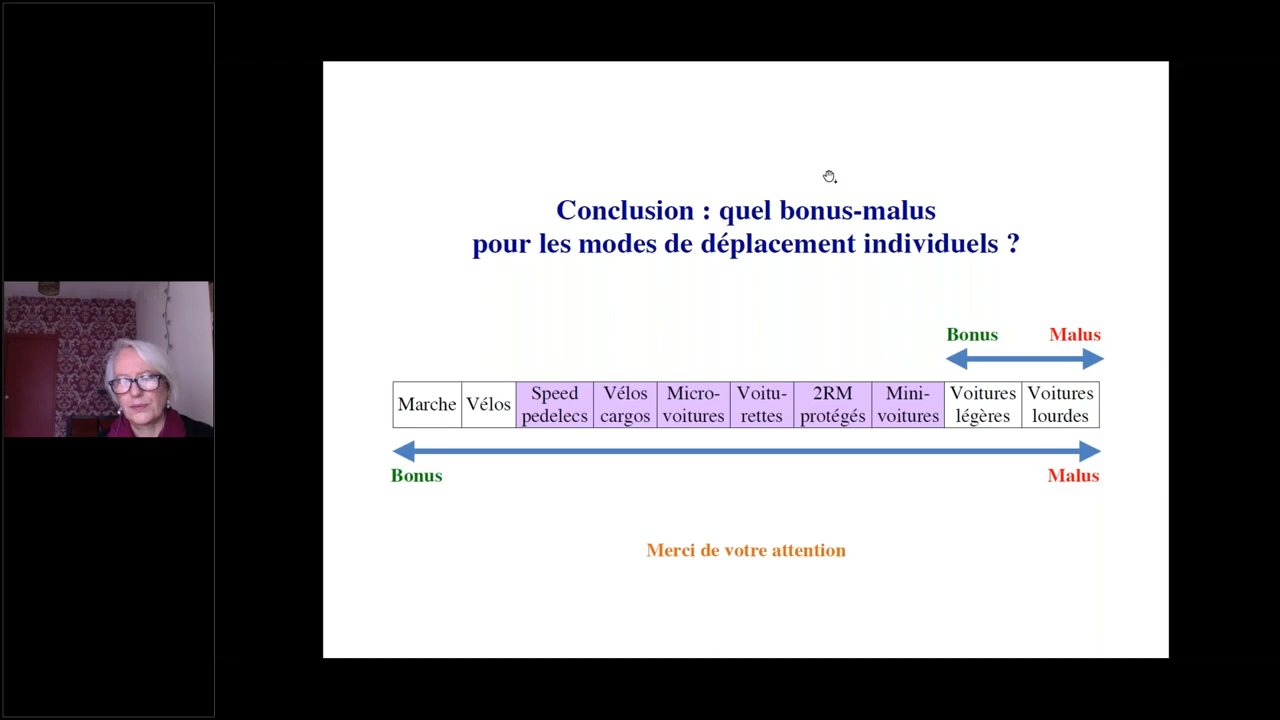 Conclusion : quel bonus-malus
pour les modes de déplacement individuels ?
Bonus Malus
Marche Vélos Speed pedelecs Vélos cargos Micro-voitures Voitu-rettes 2RM protégés Mini-voitures Voitures légères Voitures lourdes
Bonus Malus
Merci de votre attention